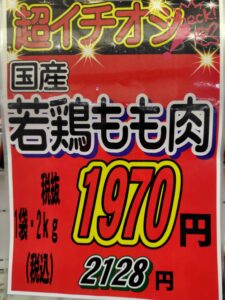 超イチオシ
国産
若鶏もも肉
税抜 1970円
1袋・2kg
(税込) 2128円